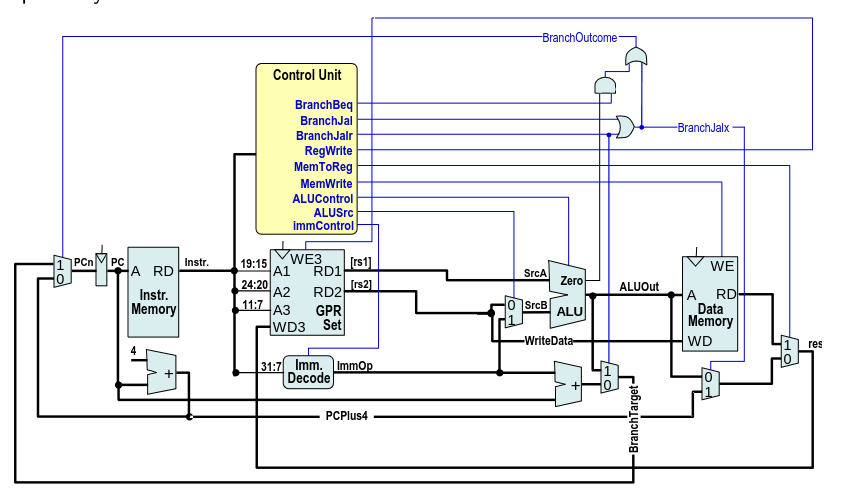 BranchOutcome
Control Unit
BranchBeq
BranchJal
BranchJalr
RegWrite
MemToReg
MemWrite
ALUControl
ALUSrc
ImmControl
BranchJalx
PCn
PC
1
0
A RD
Instr.
Memory
Instr.
19:15
24:20
11:7
31:7
WE3
A1 RD1
A2 RD2
A3 GPR
WD3 Set
[rs1]
[rs2]
SrcA
SrcB
0
1
Zero
ALU
ALUOut
WriteData
WE
A RD
Data
Memory
WD
1
0
res
4
+
Imm.
Decode
ImmOp
+
1
0
0
1
PCPlus4
BranchTarget